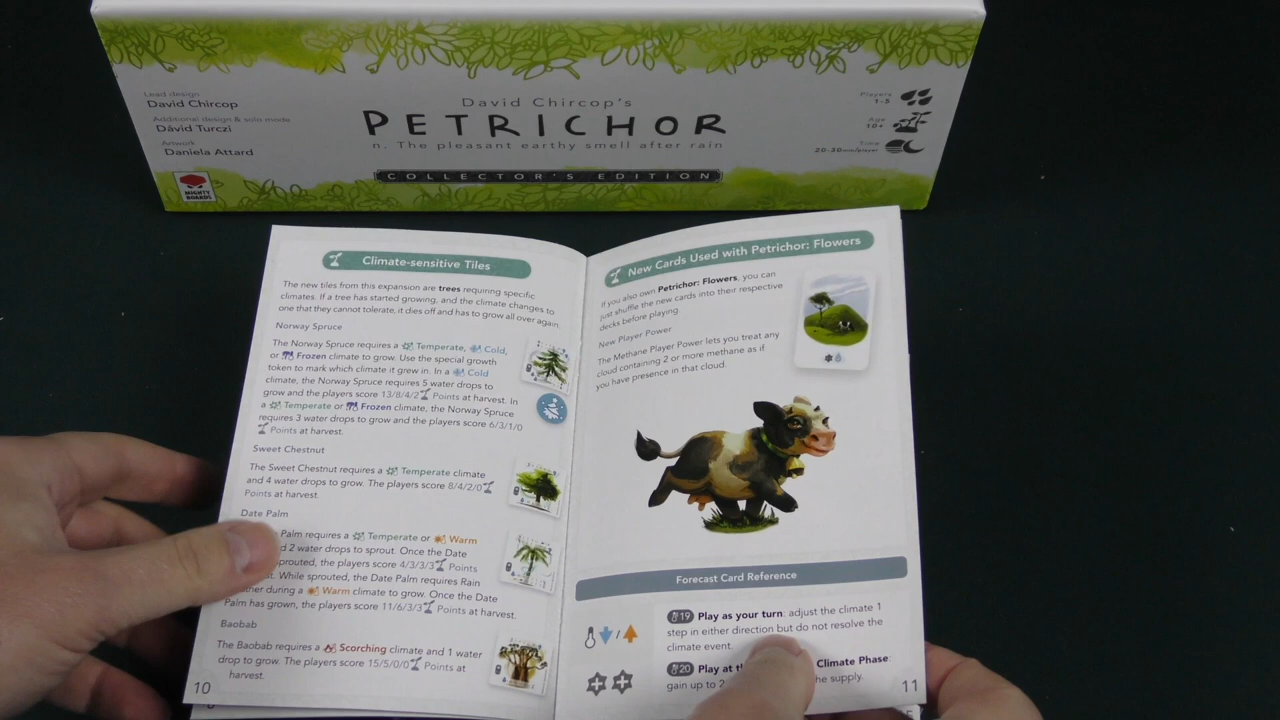 Lead design
David Chircop
Additional design & solo mode
Dávid Turczi
Artwork
Daniela Attard
MIGHTY
BOARDS
David Chircop's
PETRICHOR
n. The pleasant earthy smell after rain
COLLECTOR'S EDITION
Players
1-5
Age
10+
Time
20-30min/player
Climate-sensitive Tiles
The new tiles from this expansion are trees requiring specific
climates. If a tree has started growing, and the climate changes to
one that they cannot tolerate, it dies off and has to grow all over again.
Norway Spruce
The Norway Spruce requires a Temperate, Cold,
or Frozen climate to grow. Use the special growth
token to mark which climate it grew in. In a Cold
climate, the Norway Spruce requires 5 water drops to
grow and the players score 13/8/4/2 Points at harvest. In
a Temperate or Frozen climate, the Norway Spruce
requires 3 water drops to grow and the players score 6/3/1/0
Points at harvest.
Sweet Chestnut
The Sweet Chestnut requires a Temperate climate
and 4 water drops to grow. The players score 8/4/2/0
Points at harvest.
Date Palm
Palm requires a Temperate or Warm
d 2 water drops to sprout. Once the Date
prouted, the players score 4/3/3/3 Points
st. While sprouted, the Date Palm requires Rain
ther during a Warm climate to grow. Once the Date
Palm has grown, the players score 11/6/3/3 Points at harvest.
Baobab
The Baobab requires a Scorching climate and 1 water
drop to grow. The players score 15/5/0/0 Points at
harvest.
10
New Cards Used with Petrichor: Flowers
If you also own Petrichor: Flowers, you can
just shuffle the new cards into their respective
decks before playing
New Player Power
The Methane Player Power lets you treat any
cloud containing 2 or more methane as if
you have presence in that cloud.
Forecast Card Reference
19 Play as your turn: adjust the climate 1
step in either direction but do not resolve the
climate event.
20 Play at th Climate Phase:
gain up to 2 he supply.
11